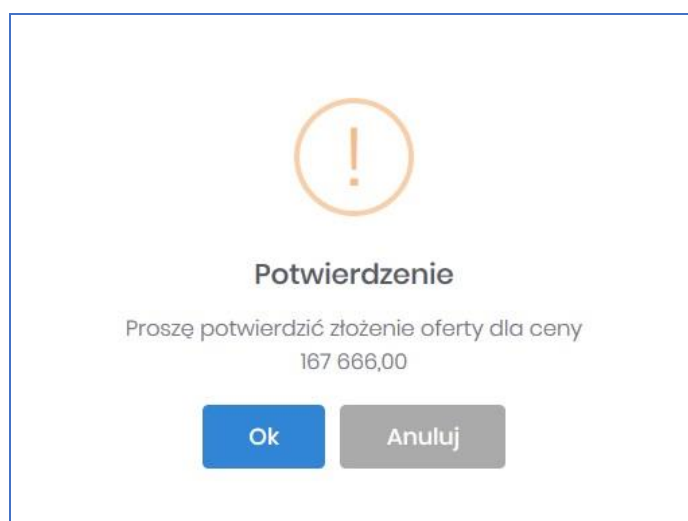 !
Potwierdzenie
Proszę potwierdzić złożenie oferty dla ceny
167 666,00
Ok Anuluj